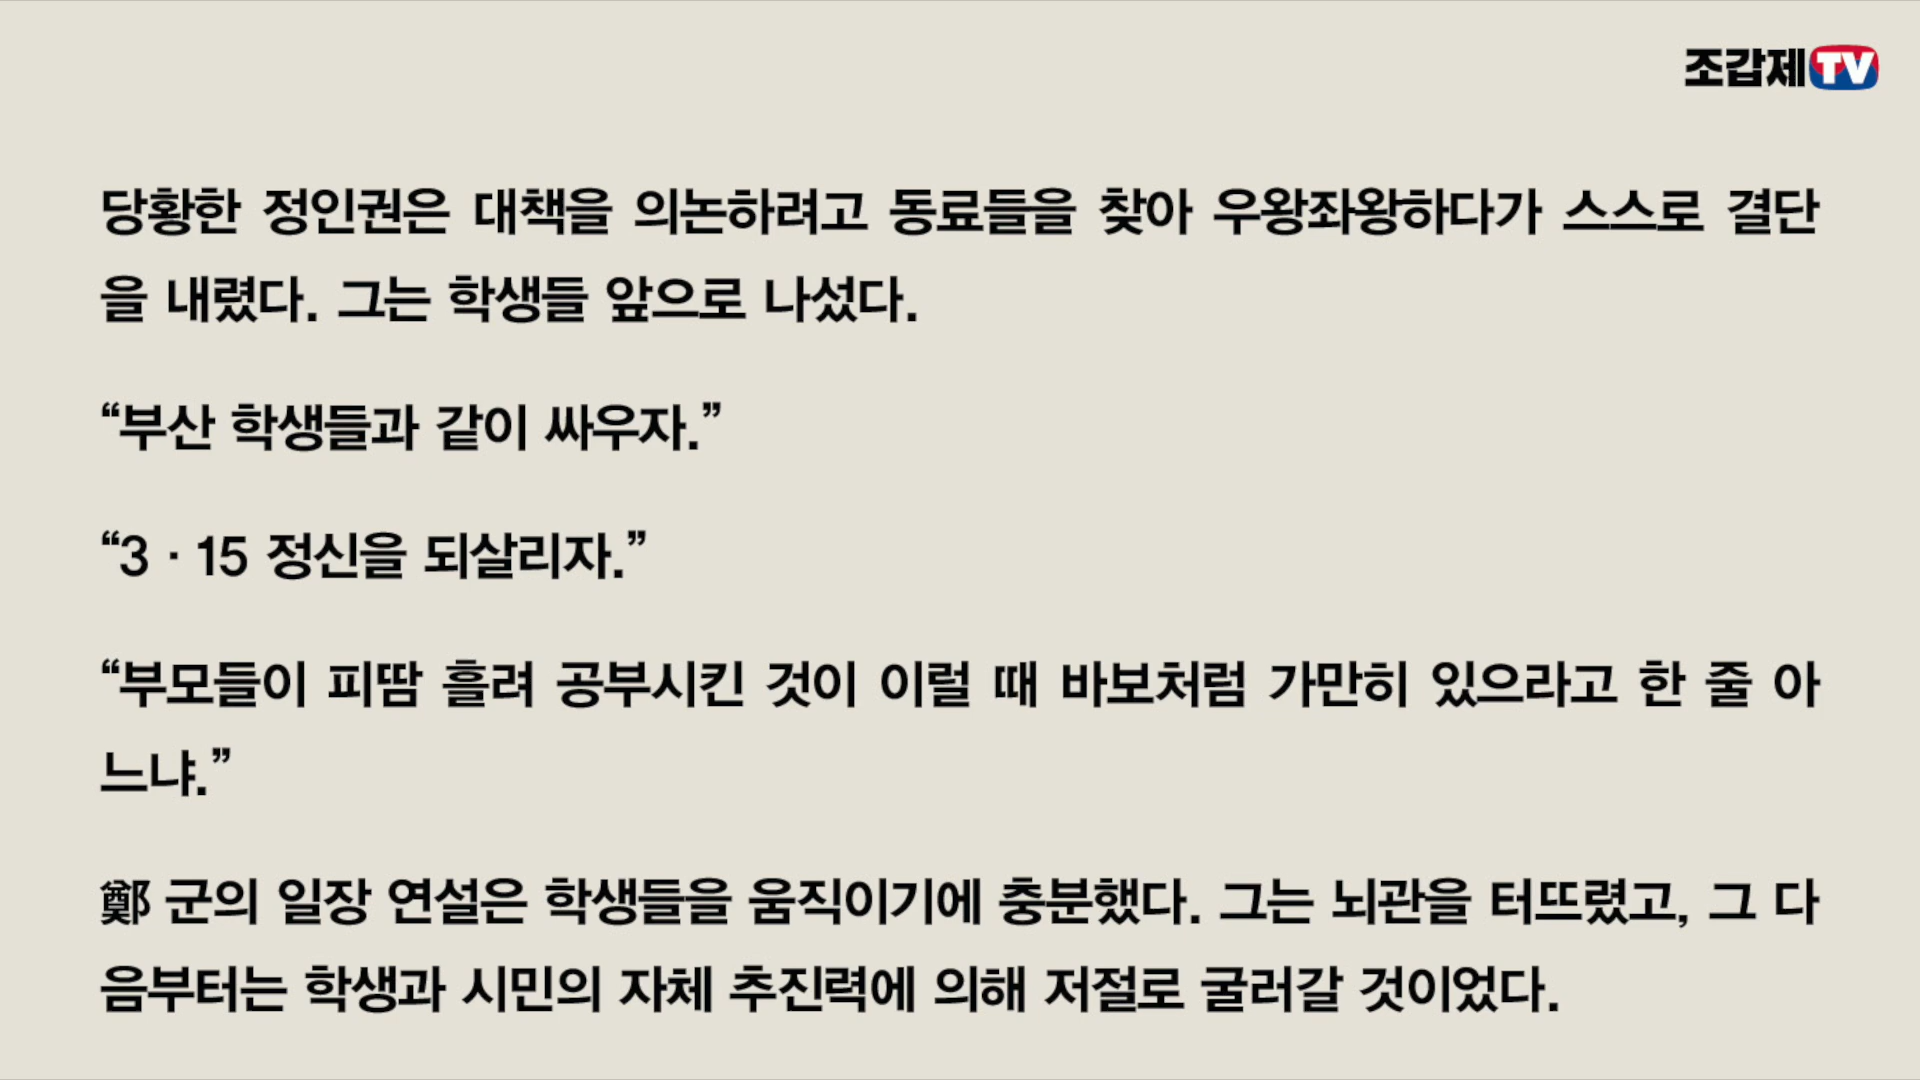 조갑제TV
당황한 정인권은 대책을 의논하려고 동료들을 찾아 우왕좌왕하다가 스스로 결단
을 내렸다. 그는 학생들 앞으로 나섰다.
“부산 학생들과 같이 싸우자.”
“3 · 15 정신을 되살리자.”
“부모들이 피땀 흘려 공부시킨 것이 이럴 때 바보처럼 가만히 있으라고 한 줄 아
느냐.”
鄭 군의 일장 연설은 학생들을 움직이기에 충분했다. 그는 뇌관을 터뜨렸고, 그 다
음부터는 학생과 시민의 자체 추진력에 의해 저절로 굴러갈 것이었다.